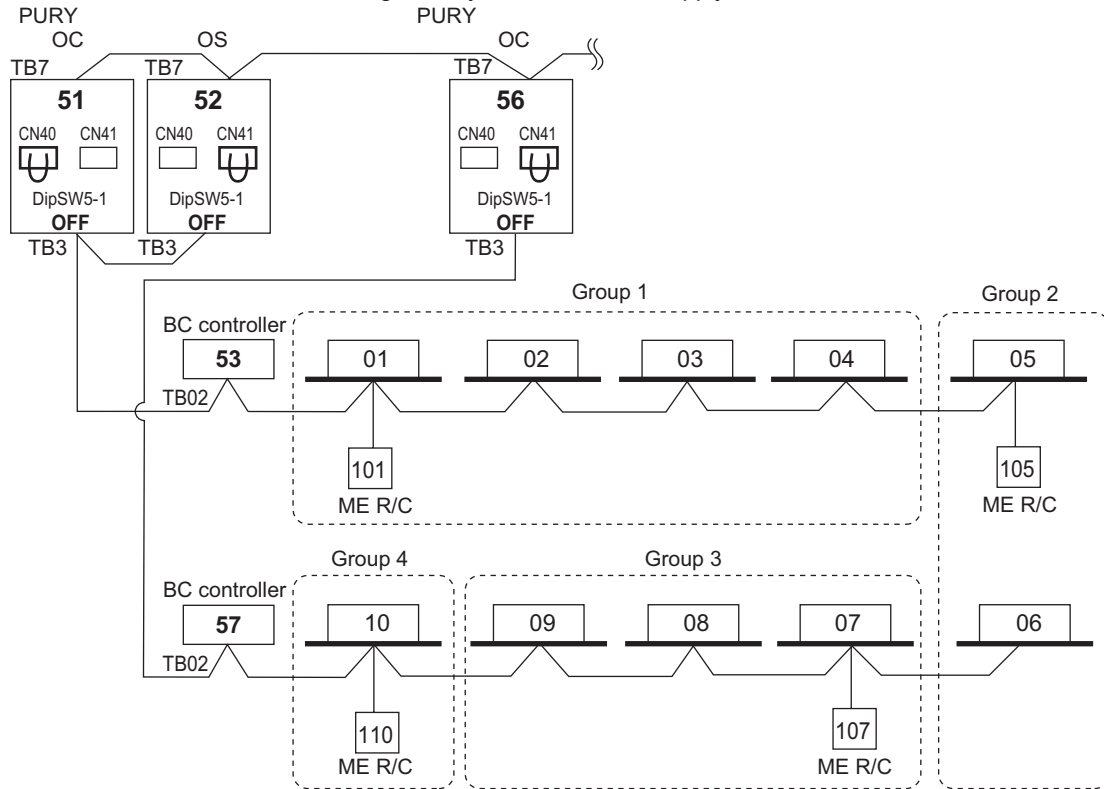 PURY
PURY
OC
OS
OC
TB7
TB7
TB7
51
52
56
CN40 CN41
CN40 CN41
CN40 CN41
DipSW5-1
DipSW5-1
DipSW5-1
OFF
OFF
OFF
TB3
TB3
TB3
Group 1
Group 2
BC controller
53
01
02
03
04
05
TB02
101
105
ME R/C
ME R/C
Group 4
Group 3
BC controller
57
10
09
08
07
06
TB02
110
107
ME R/C
ME R/C